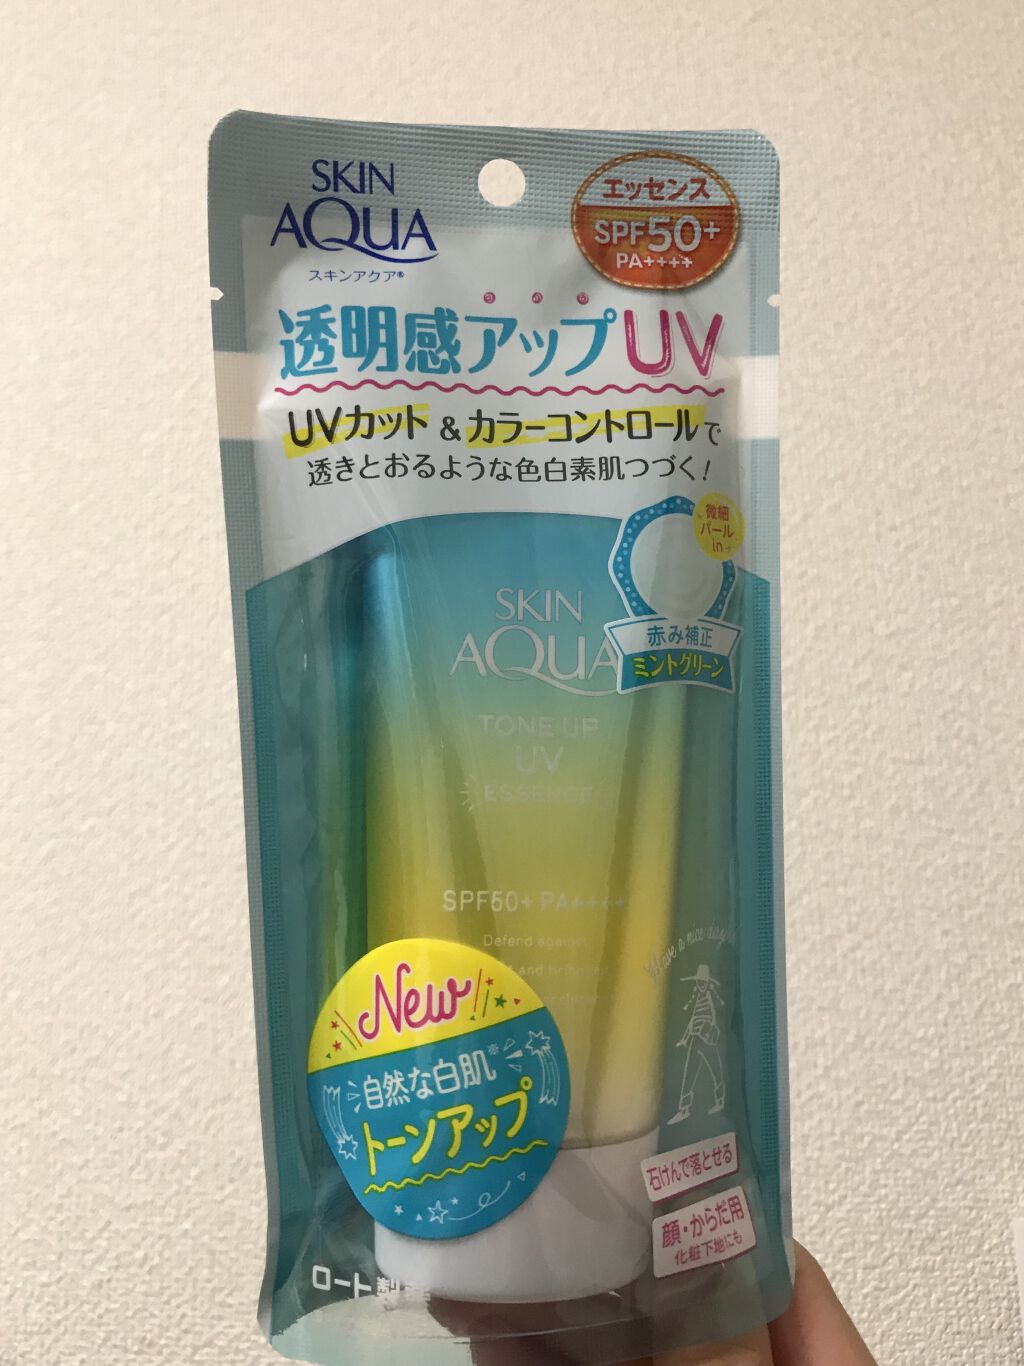 SKIN
AQUA
スキンアクア®
エッセンス
SPF50+
PA++++
透明感アップUV
UVカット&カラーコントロールで
透きとおるような色白素肌つづく!
微細
パール
in
赤み補正
ミントグリーン
SKIN
AQUA
TONE UP
UV
ESSENCE
SPF50+ PA++++
Defend against
and
Have a nice day
New
自然な白肌※
トーンアップ
石けんで落とせる
顔・からだ用
化粧下地にも
ロート製薬